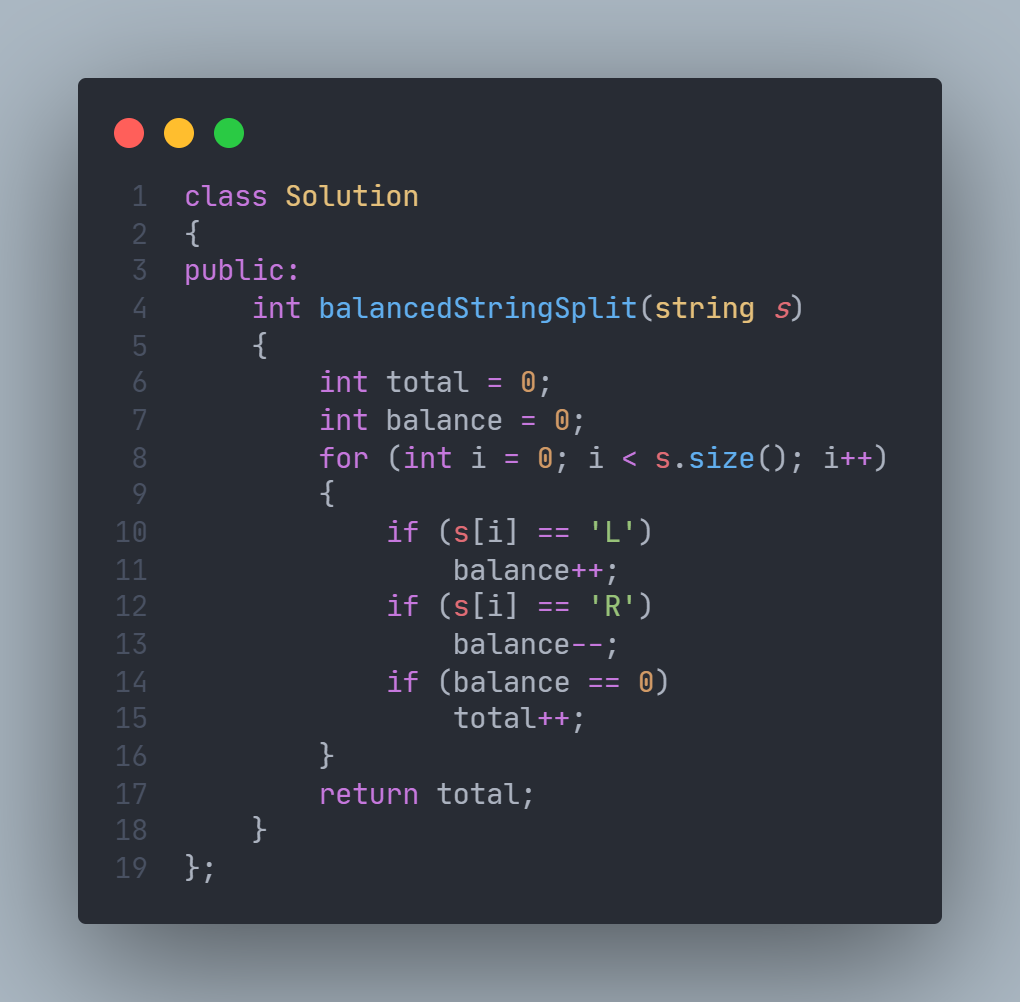 1 class Solution
2 {
3 public:
4     int balancedStringSplit(string s)
5     {
6         int total = 0;
7         int balance = 0;
8         for (int i = 0; i < s.size(); i++)
9         {
10             if (s[i] == 'L')
11                 balance++;
12             if (s[i] == 'R')
13                 balance--;
14             if (balance == 0)
15                 total++;
16         }
17         return total;
18     }
19 };